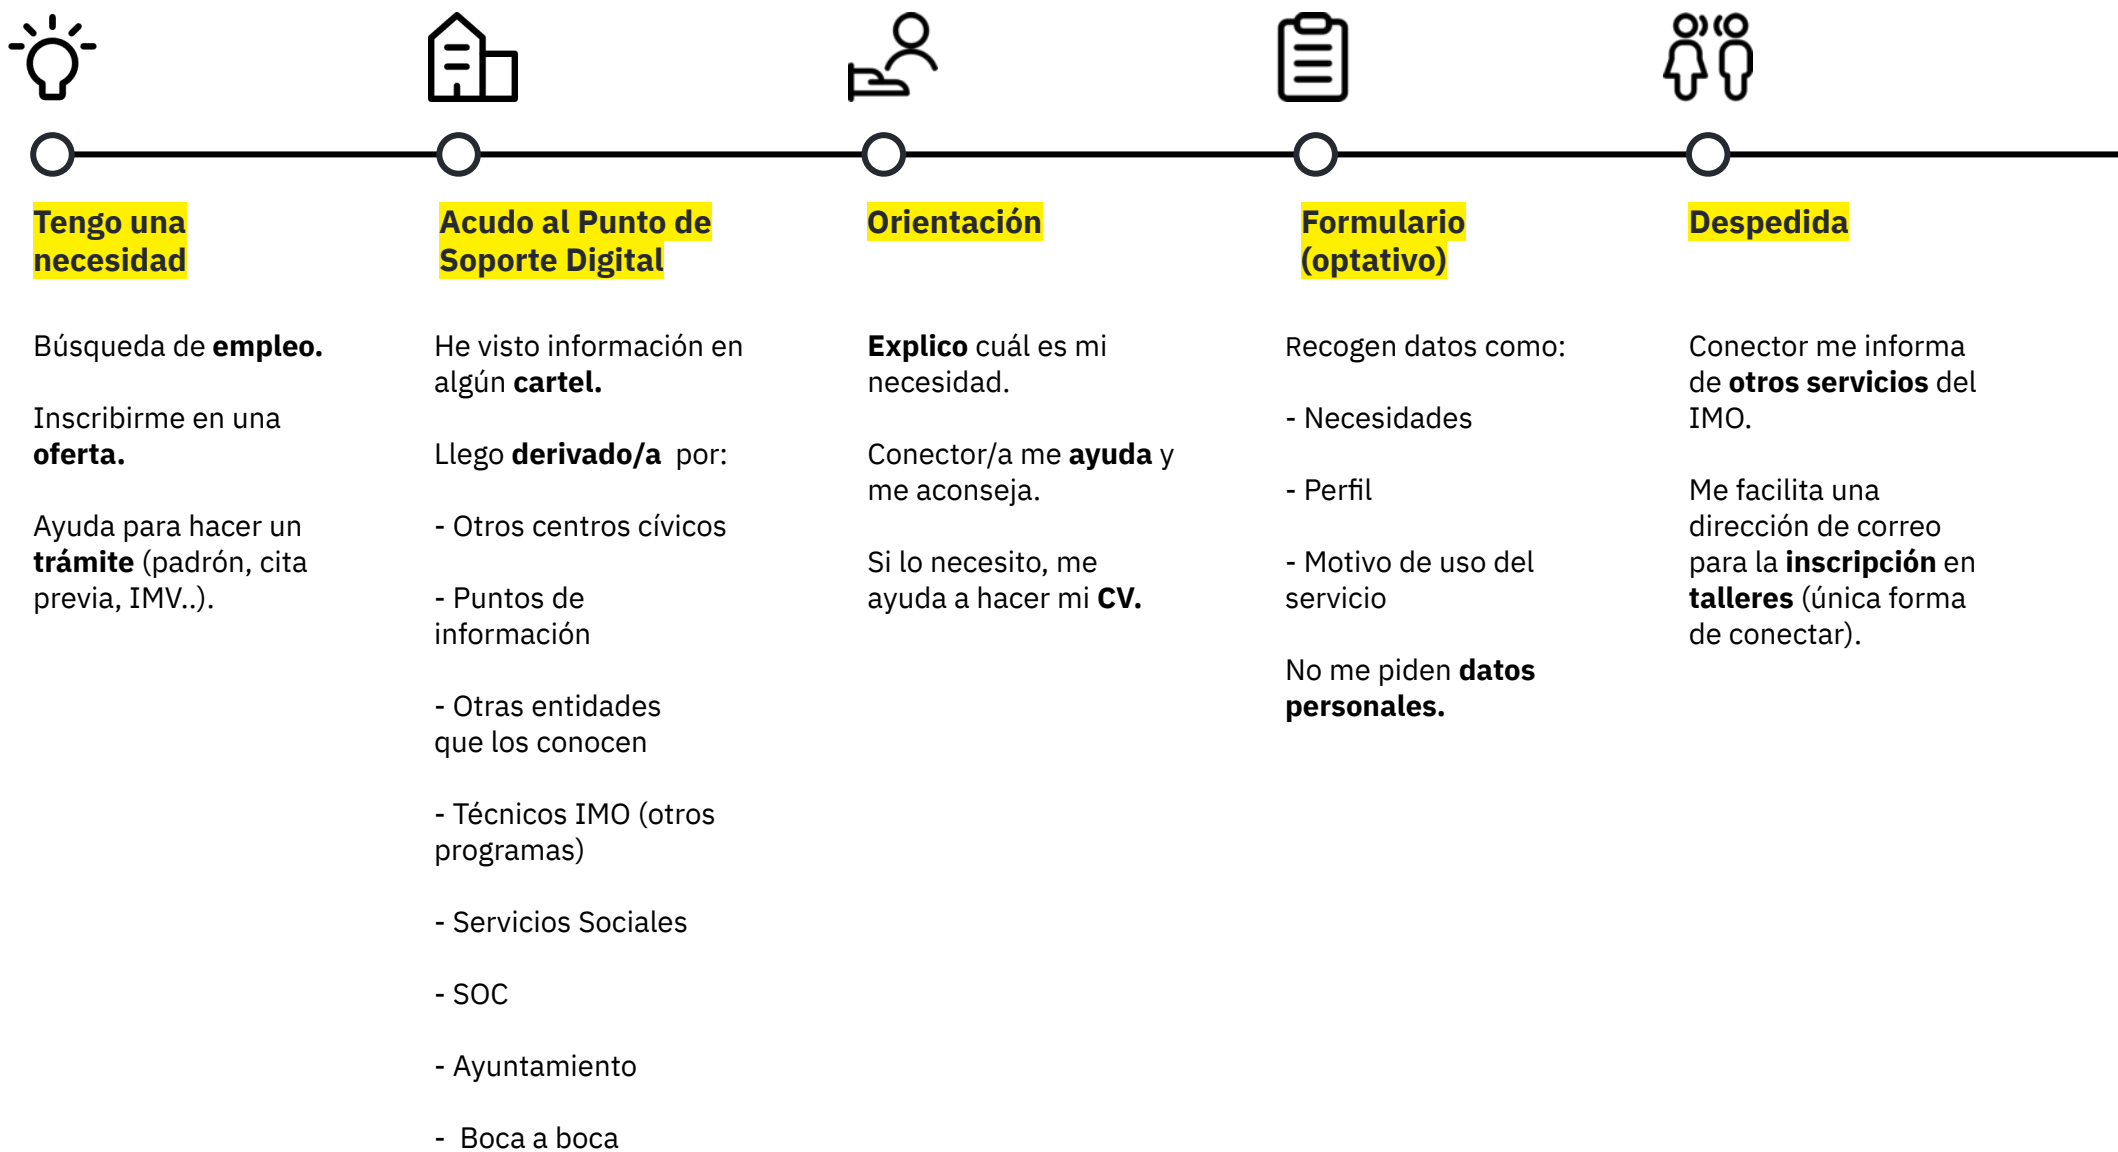 Tengo una
necesidad
Búsqueda de empleo.
Inscribirme en una
oferta.
Ayuda para hacer un
trámite (padrón, cita
previa, IMV..).
Acudo al Punto de
Soporte Digital
He visto información en
algún cartel.
Llego derivado/a  por:
- Otros centros cívicos
- Puntos de
información
- Otras entidades
que los conocen
- Técnicos IMO (otros
programas)
- Servicios Sociales
- SOC
- Ayuntamiento
-  Boca a boca
Orientación
Explico cuál es mi
necesidad.
Conector/a me ayuda y
me aconseja.
Si lo necesito, me
ayuda a hacer mi CV.
Formulario
(optativo)
Recogen datos como:
- Necesidades
- Perfil
- Motivo de uso del
servicio
No me piden datos
personales.
Despedida
Conector me informa
de otros servicios del
IMO.
Me facilita una
dirección de correo
para la inscripción en
talleres (única forma
de conectar).